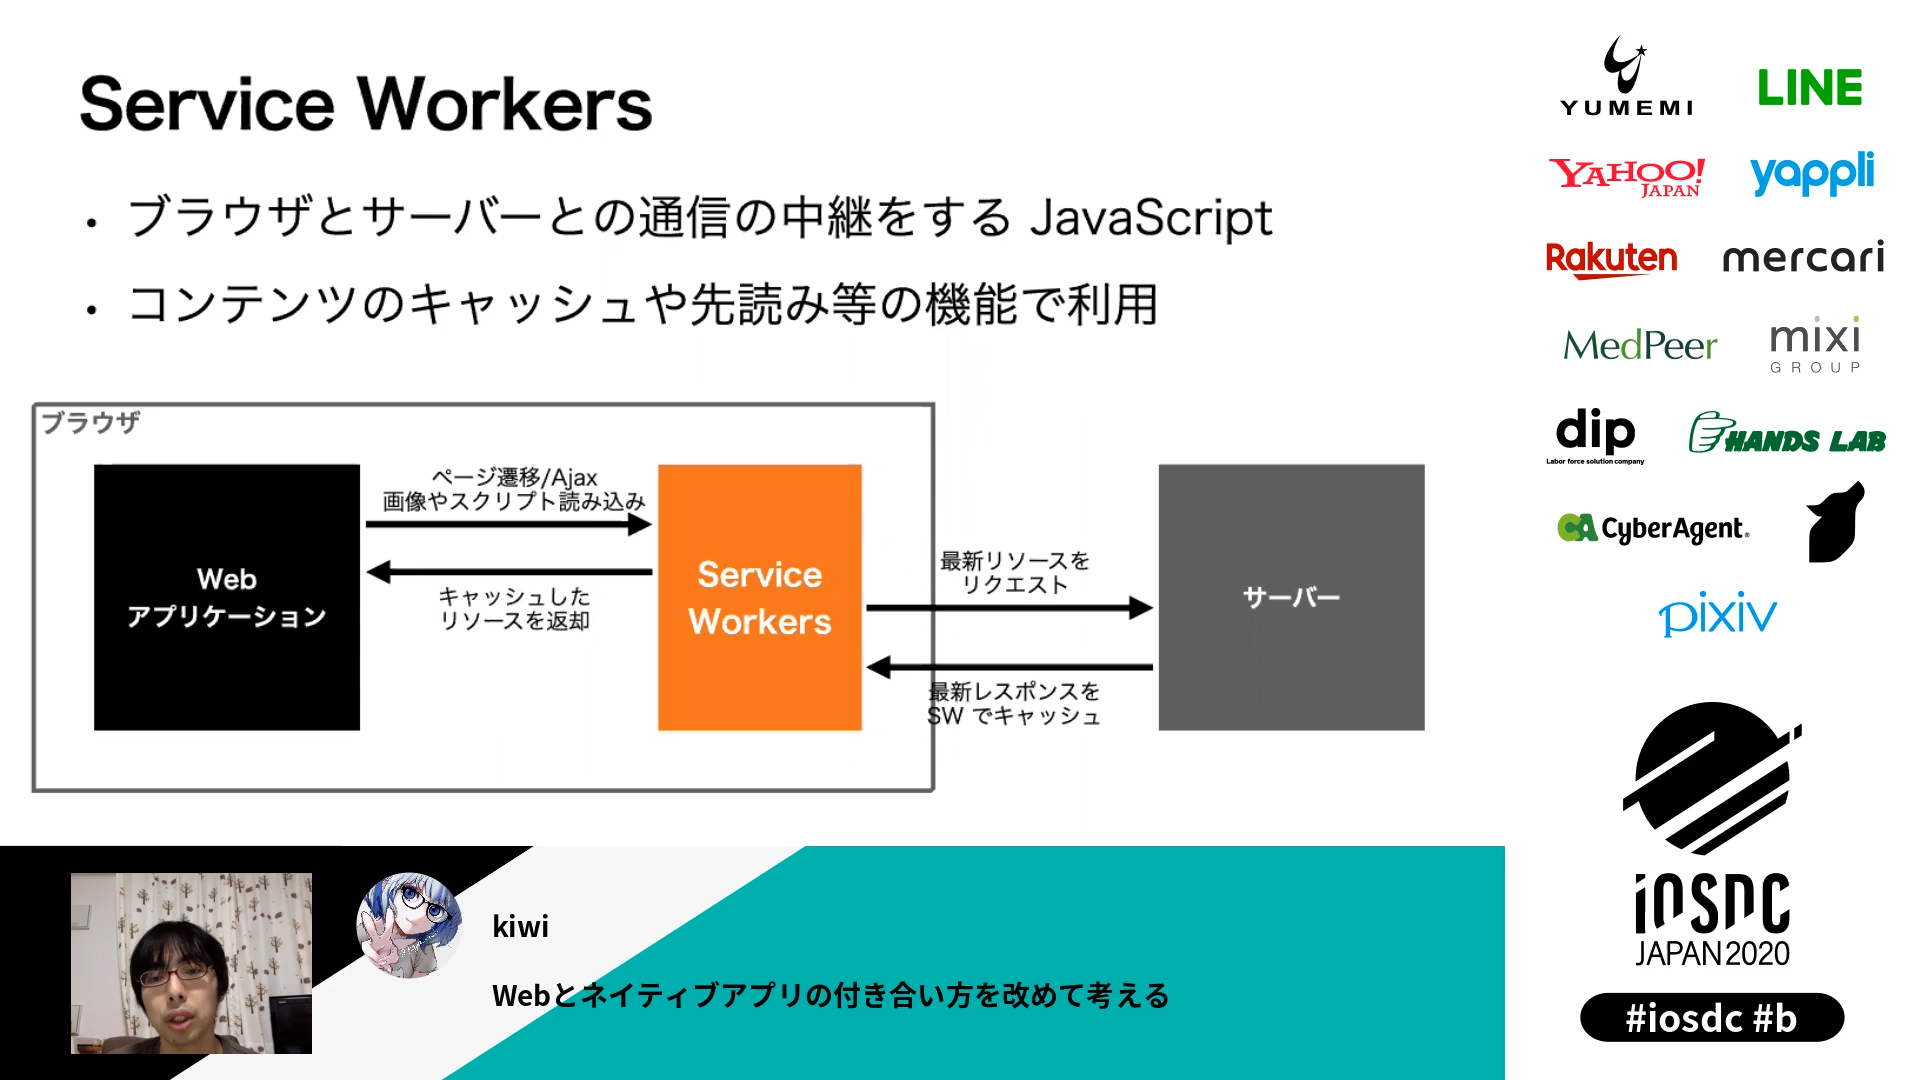 Service Workers
・ブラウザとサーバーとの通信の中継をする JavaScript
・コンテンツのキャッシュや先読み等の機能で利用
ブラウザ
Web
アプリケーション
ページ遷移/Ajax
画像やスクリプト読み込み
キャッシュした
リソースを返却
Service
Workers
最新リソースを
リクエスト
最新レスポンスを
SW でキャッシュ
サーバー
kiwi
Webとネイティブアプリの付き合い方を改めて考える
YUMEMI
LINE
YAHOO!
JAPAN
yappli
Rakuten
mercari
MedPeer
mixi
GROUP
dip
Labor force solution company
HANDS LAB
CA CyberAgent.
pixiv
iOSDC
JAPAN 2020
#iosdc #b